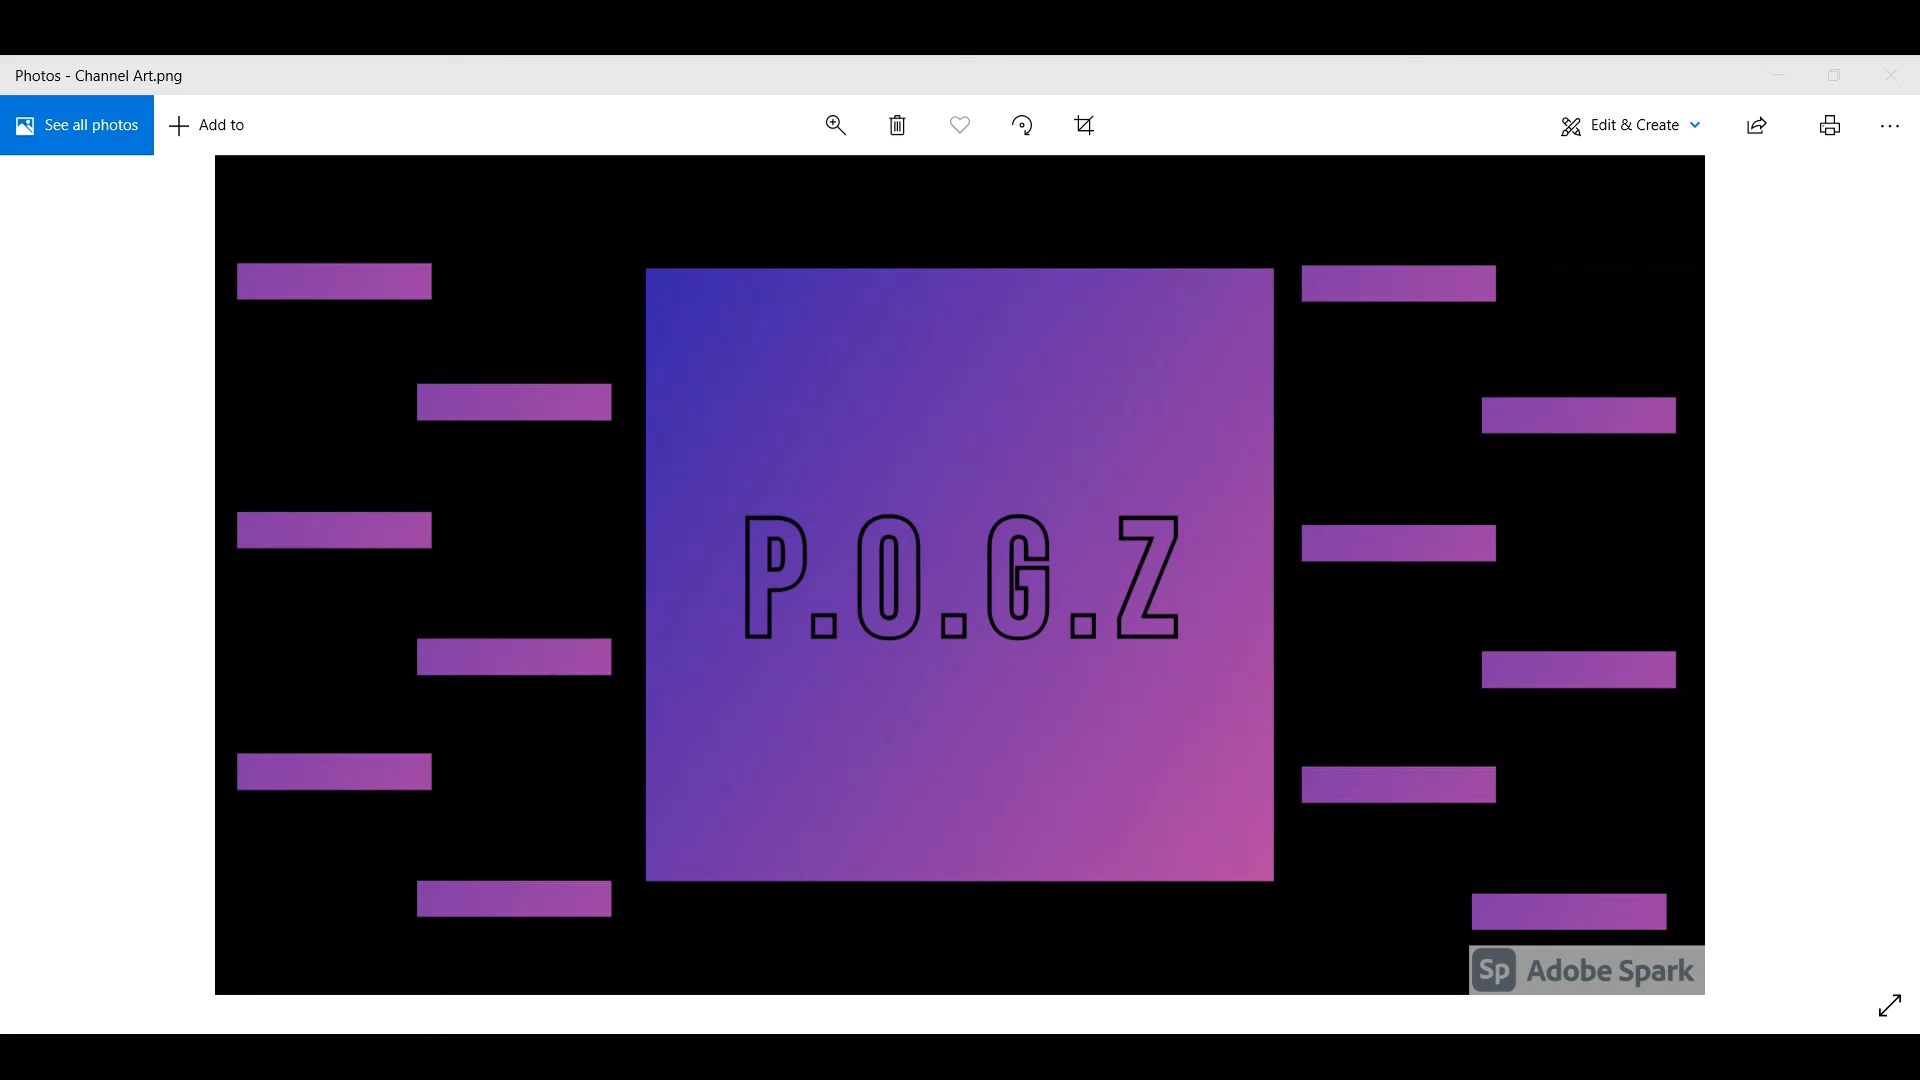 Photos - Channel Art.png
See all photos
Add to
Edit & Create
P.O.G.Z
Sp Adobe Spark